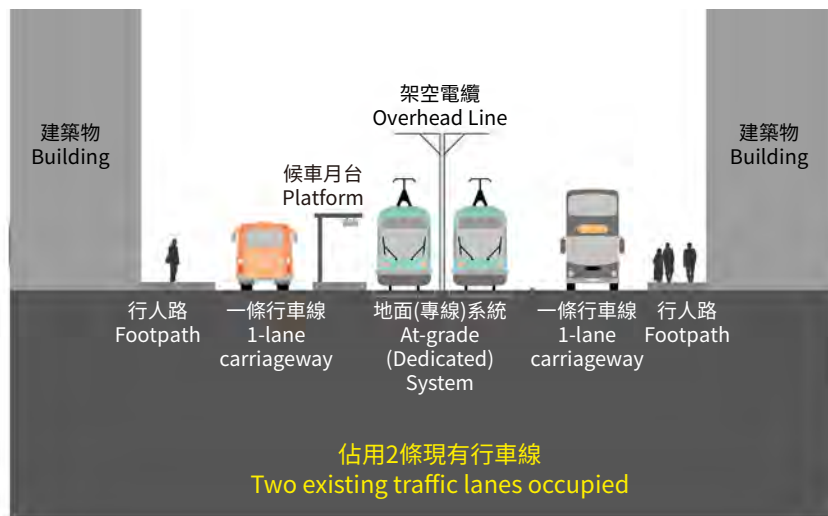 架空電纜
Overhead Line
建築物
Building
建築物
Building
候車月台
Platform
行人路
Footpath
一條行車線
1-lane
carriageway
地面(專線)系統
At-grade
(Dedicated)
System
一條行車線
1-lane
carriageway
行人路
Footpath
佔用2條現有行車線
Two existing traffic lanes occupied